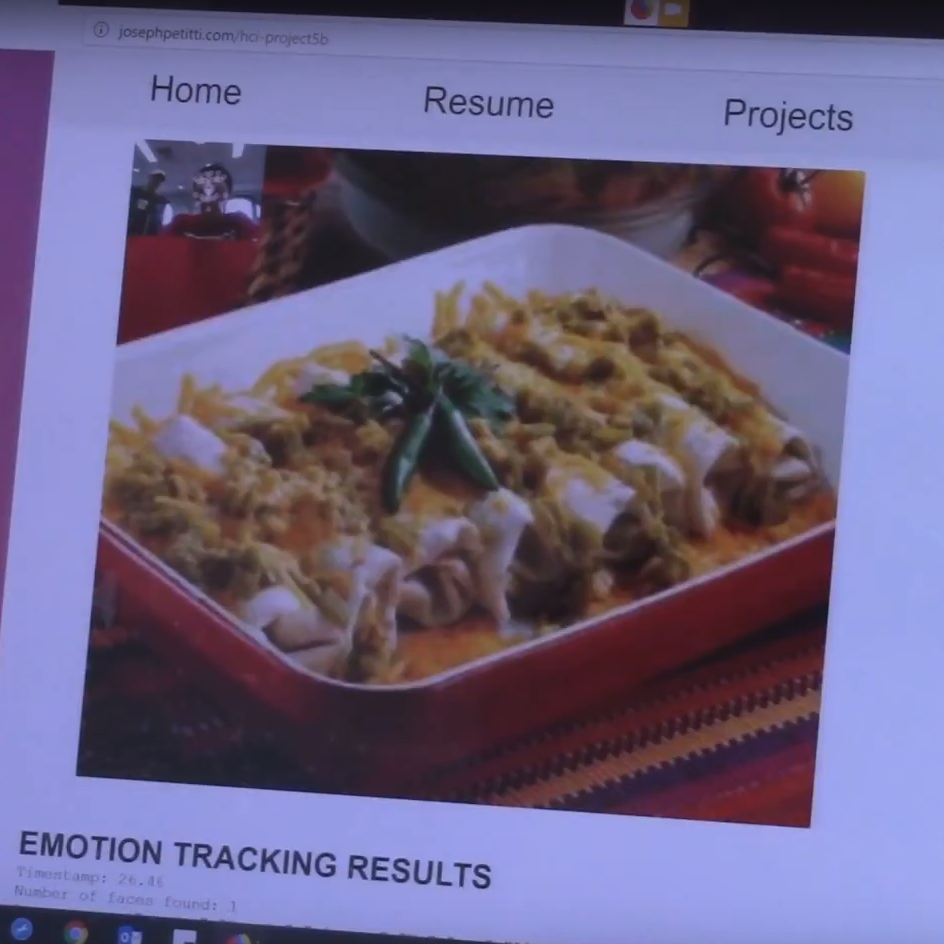 josephpetitti.com/hci-project5b
Home Resume Projects
EMOTION TRACKING RESULTS
Timestamp: 26.46
Number of faces found: 1